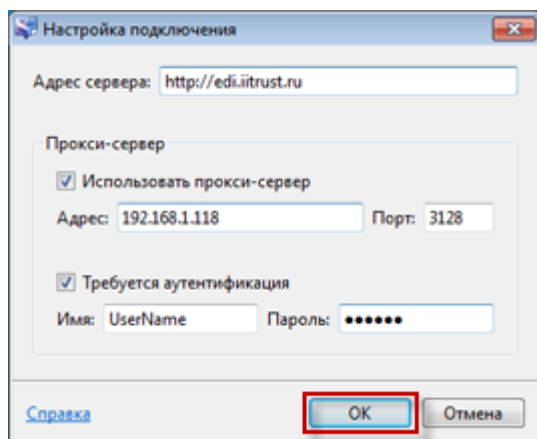 Настройка подключения
Адрес сервера: http://edi.iitrust.ru
Прокси-сервер
Использовать прокси-сервер
Адрес: 192.168.1.118 Порт: 3128
Требуется аутентификация
Имя: UserName Пароль: ●●●●●●
Справка OK Отмена